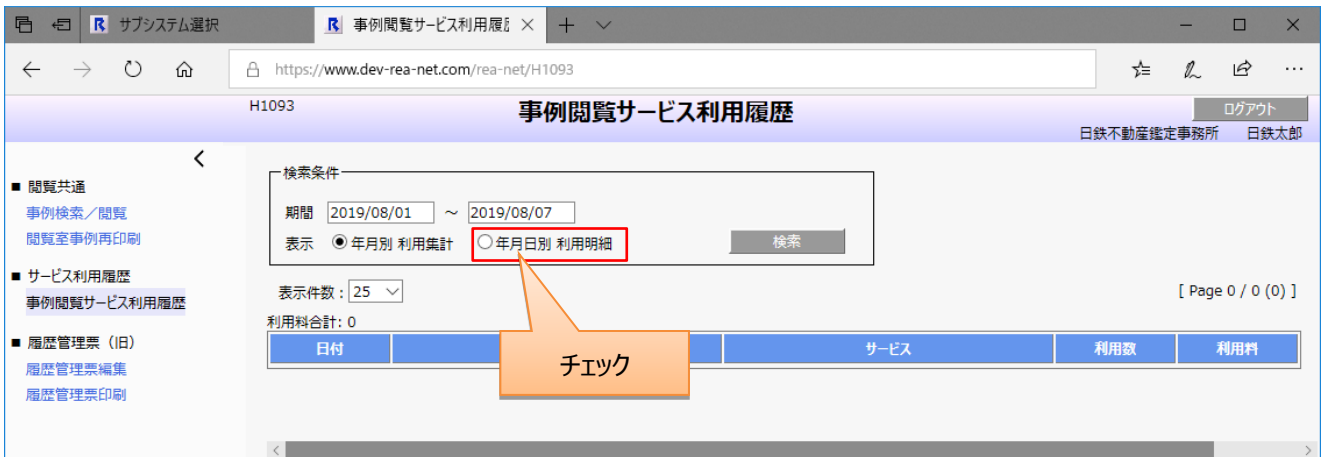 サブシステム選択
事例閲覧サービス利用履歴
https://www.dev-rea-net.com/rea-net/H1093
H1093
事例閲覧サービス利用履歴
ログアウト
日鉄不動産鑑定事務所 日鉄太郎
■ 閲覧共通
事例検索／閲覧
閲覧室事例再印刷
■ サービス利用履歴
事例閲覧サービス利用履歴
■ 履歴管理票（旧）
履歴管理票編集
履歴管理票印刷
検索条件
期間 2019/08/01 ～ 2019/08/07
表示 年月別 利用集計 年月日別 利用明細 検索
表示件数 : 25
[ Page 0 / 0 (0) ]
利用料合計: 0
日付 サービス 利用数 利用料
チェック